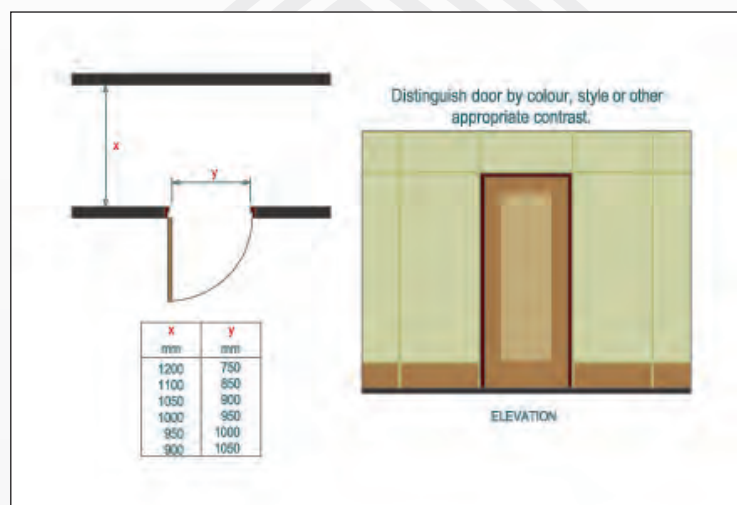 Distinguish door by colour, style or other
appropriate contrast.
x
y
x y
mm mm
1200 750
1100 850
1050 900
1000 950
950 1000
900 1050
ELEVATION